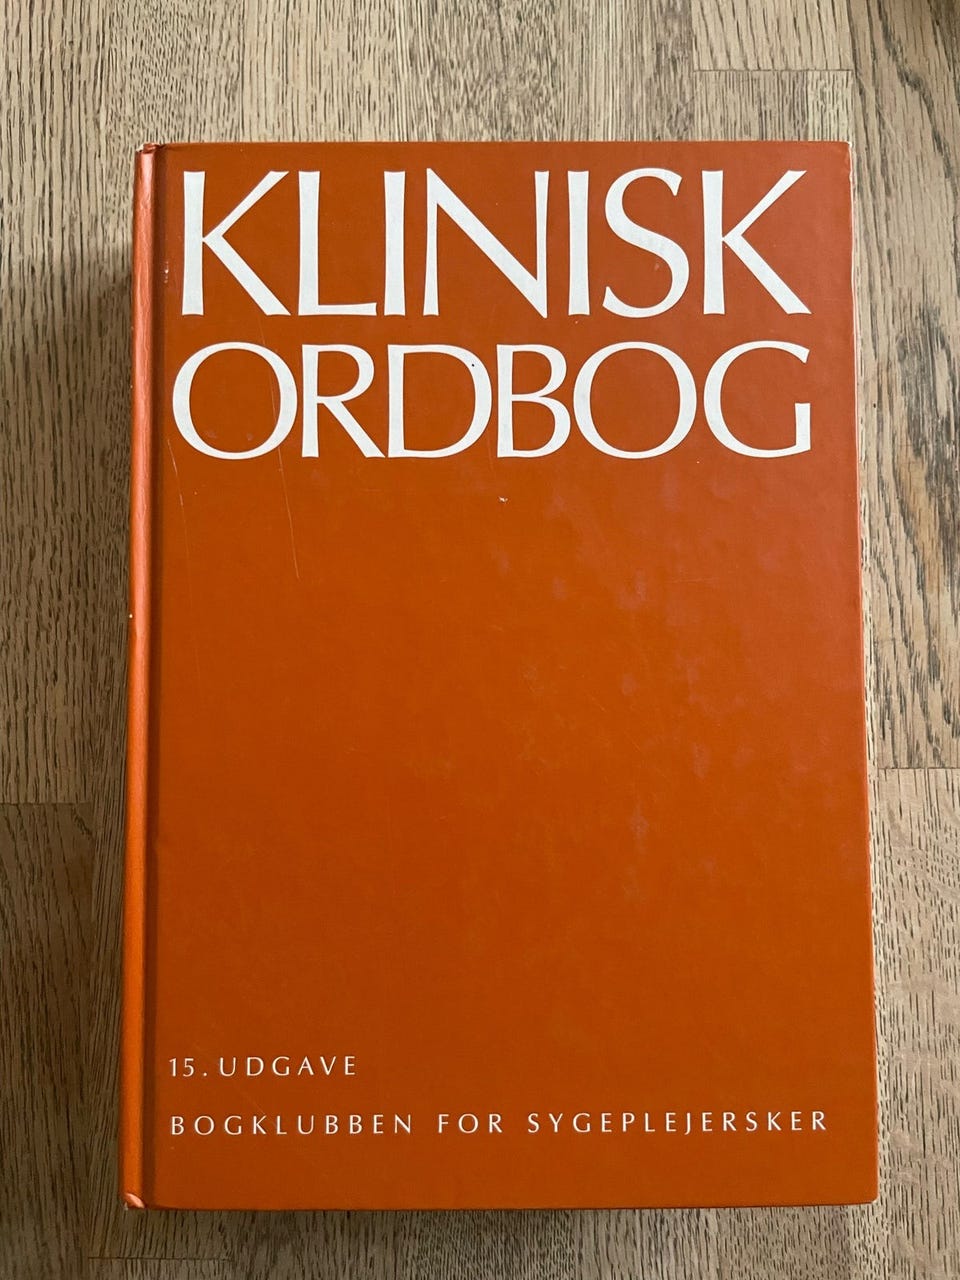 KLINISK
ORDBOG
15. UDGAVE
BOGKLUBBEN FOR SYGEPLEJERSKER